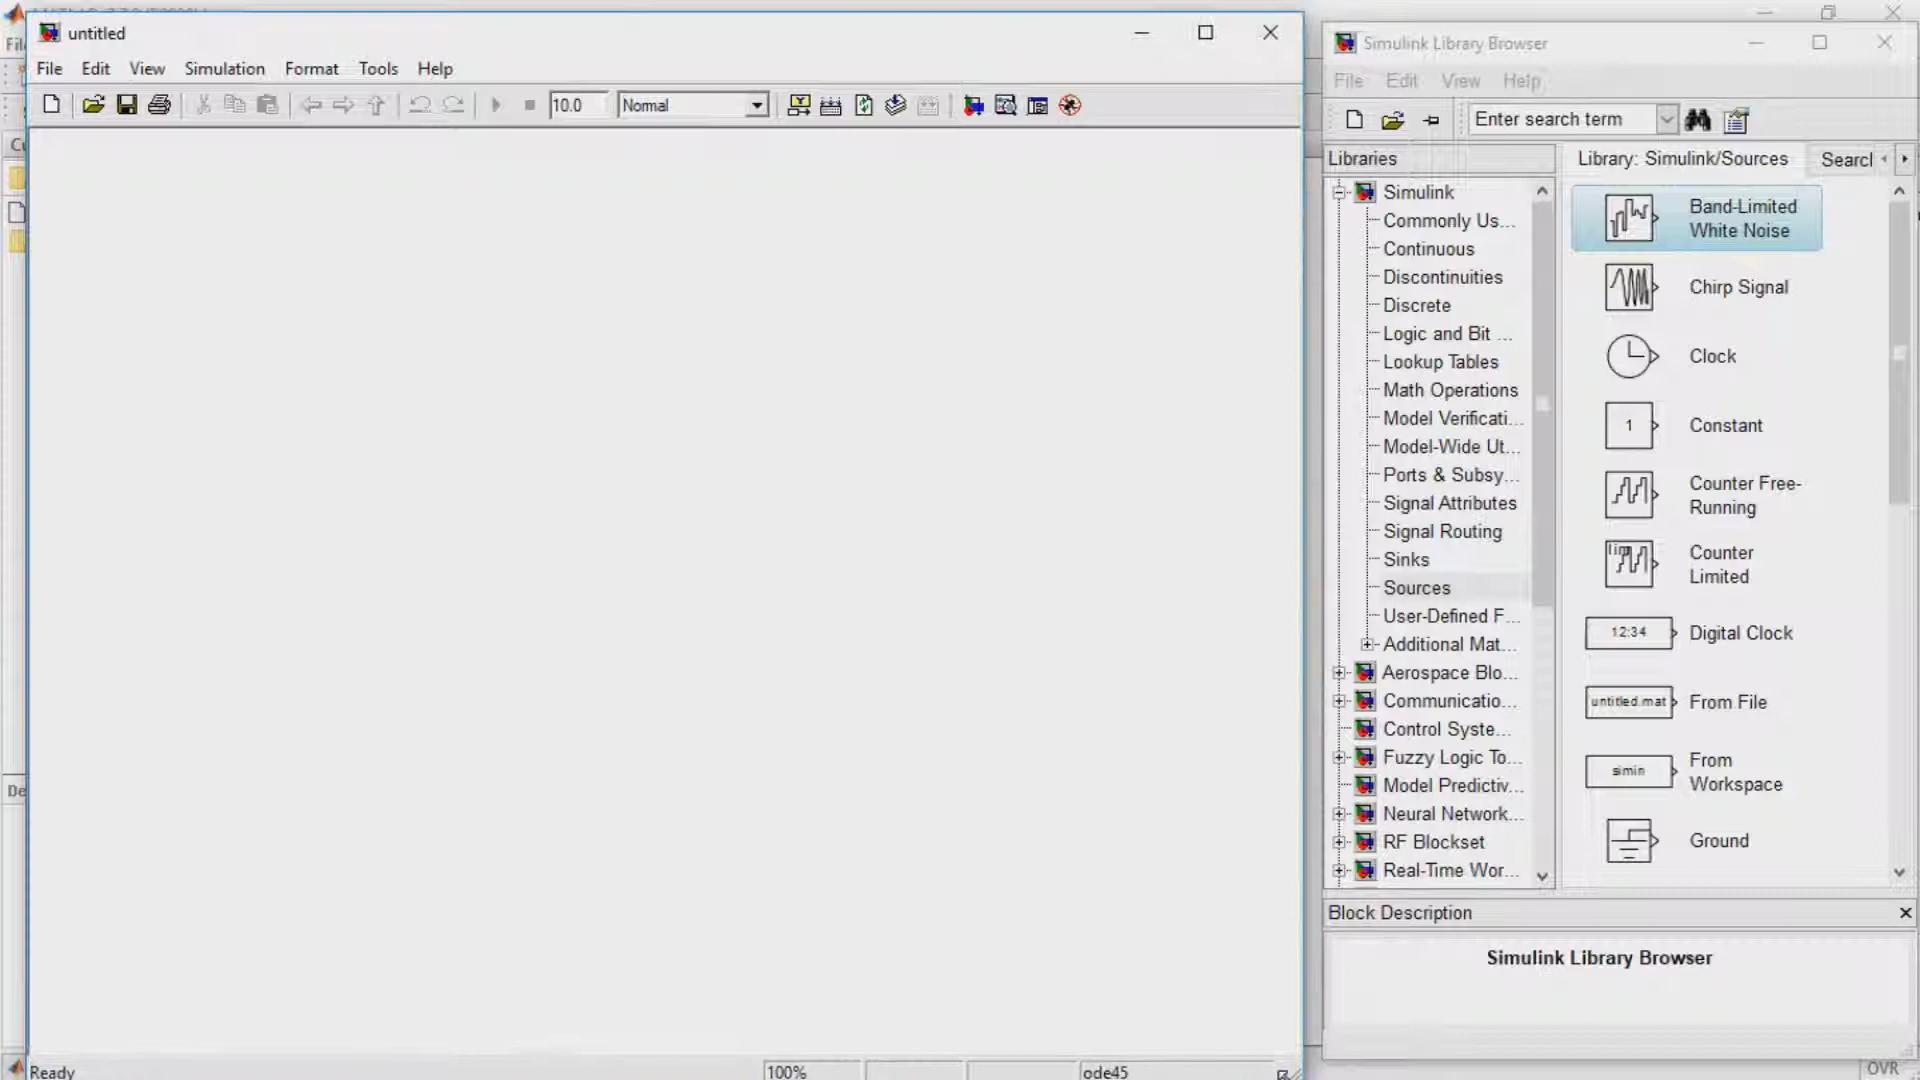 untitled
File Edit View Simulation Format Tools Help
10.0 Normal
Ready 100% ode45
Simulink Library Browser
File Edit View Help
Enter search term
Libraries
Library: Simulink/Sources
Searcl
Simulink
Commonly Us...
Continuous
Discontinuities
Discrete
Logic and Bit ...
Lookup Tables
Math Operations
Model Verificati...
Model-Wide Ut...
Ports & Subsy...
Signal Attributes
Signal Routing
Sinks
Sources
User-Defined F...
Additional Mat...
Aerospace Blo...
Communicatio...
Control Syste...
Fuzzy Logic To...
Model Predictiv...
Neural Network...
RF Blockset
Real-Time Wor...
Band-Limited
White Noise
Chirp Signal
Clock
1
Constant
Counter Free-
Running
Counter
Limited
12:34
Digital Clock
untitled.mat
From File
simin
From
Workspace
Ground
Block Description
Simulink Library Browser
OVR